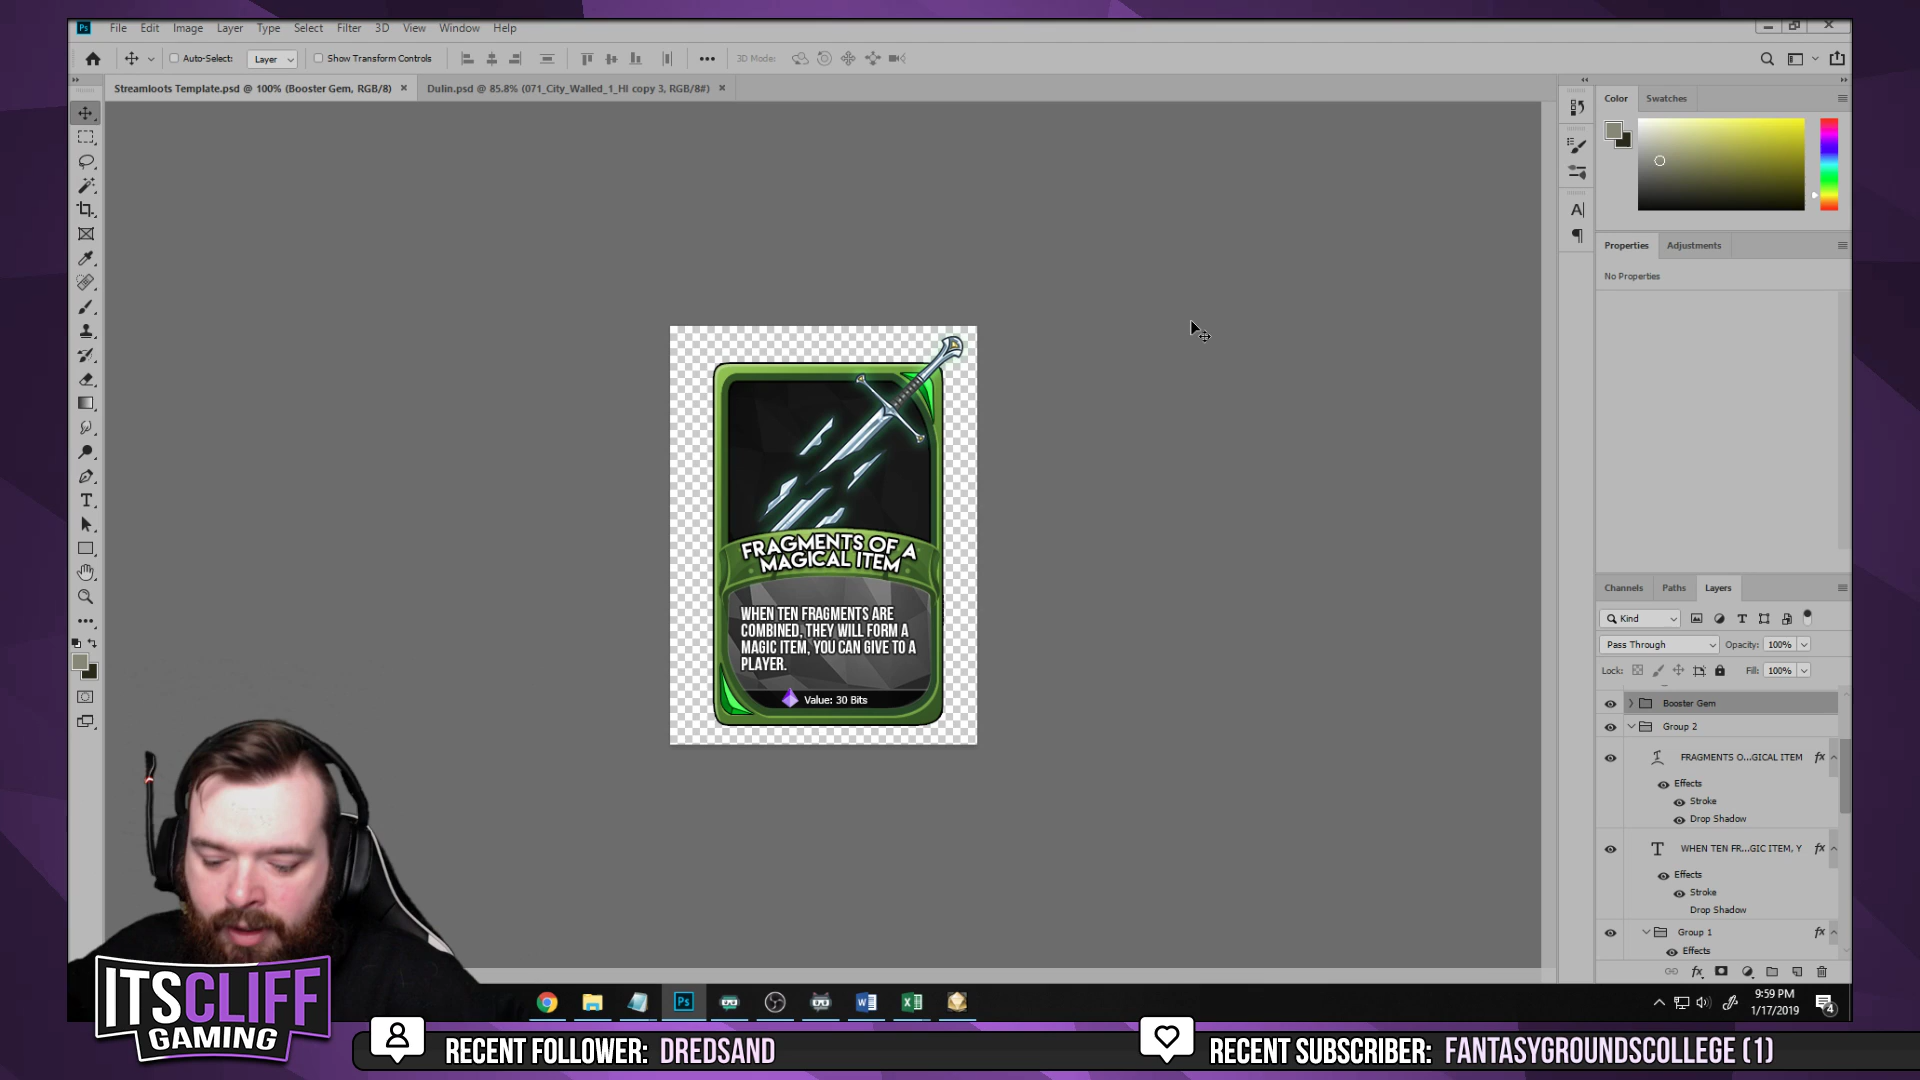 File Edit Image Layer Type Select Filter 3D View Window Help
Auto-Select: Layer Show Transform Controls 3D Mode:
Streamloots Template.psd @ 100% (Booster Gem, RGB/8) Dulin.psd @ 85.8% (071_City_Walled_1_HI copy 3, RGB/8#)
Color Swatches
Properties Adjustments
No Properties
FRAGMENTS OF A
MAGICAL ITEM
WHEN TEN FRAGMENTS ARE
COMBINED, THEY WILL FORM A
MAGIC ITEM, YOU CAN GIVE TO A
PLAYER.
Value: 30 Bits
Channels Paths Layers
Kind
Pass Through Opacity: 100%
Lock: Fill: 100%
Booster Gem
Group 2
FRAGMENTS O...GICAL ITEM fx
Effects
Stroke
Drop Shadow
T WHEN TEN FR...GIC ITEM, Y fx
Effects
Stroke
Drop Shadow
Group 1 fx
Effects
9:59 PM
1/17/2019
4
ITSCLIFF
GAMING
RECENT FOLLOWER: DREDSAND
RECENT SUBSCRIBER: FANTASYGROUNDSCOLLEGE (1)